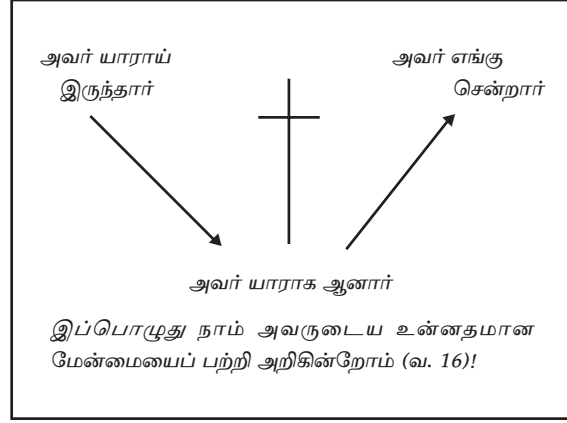 அவர் யாராய்
இருந்தார்
அவர் எங்கு
சென்றார்
அவர் யாராக ஆனார்
இப்பொழுது நாம் அவருடைய உன்னதமான
மேன்மையைப் பற்றி அறிகின்றோம் (வ. 16)!